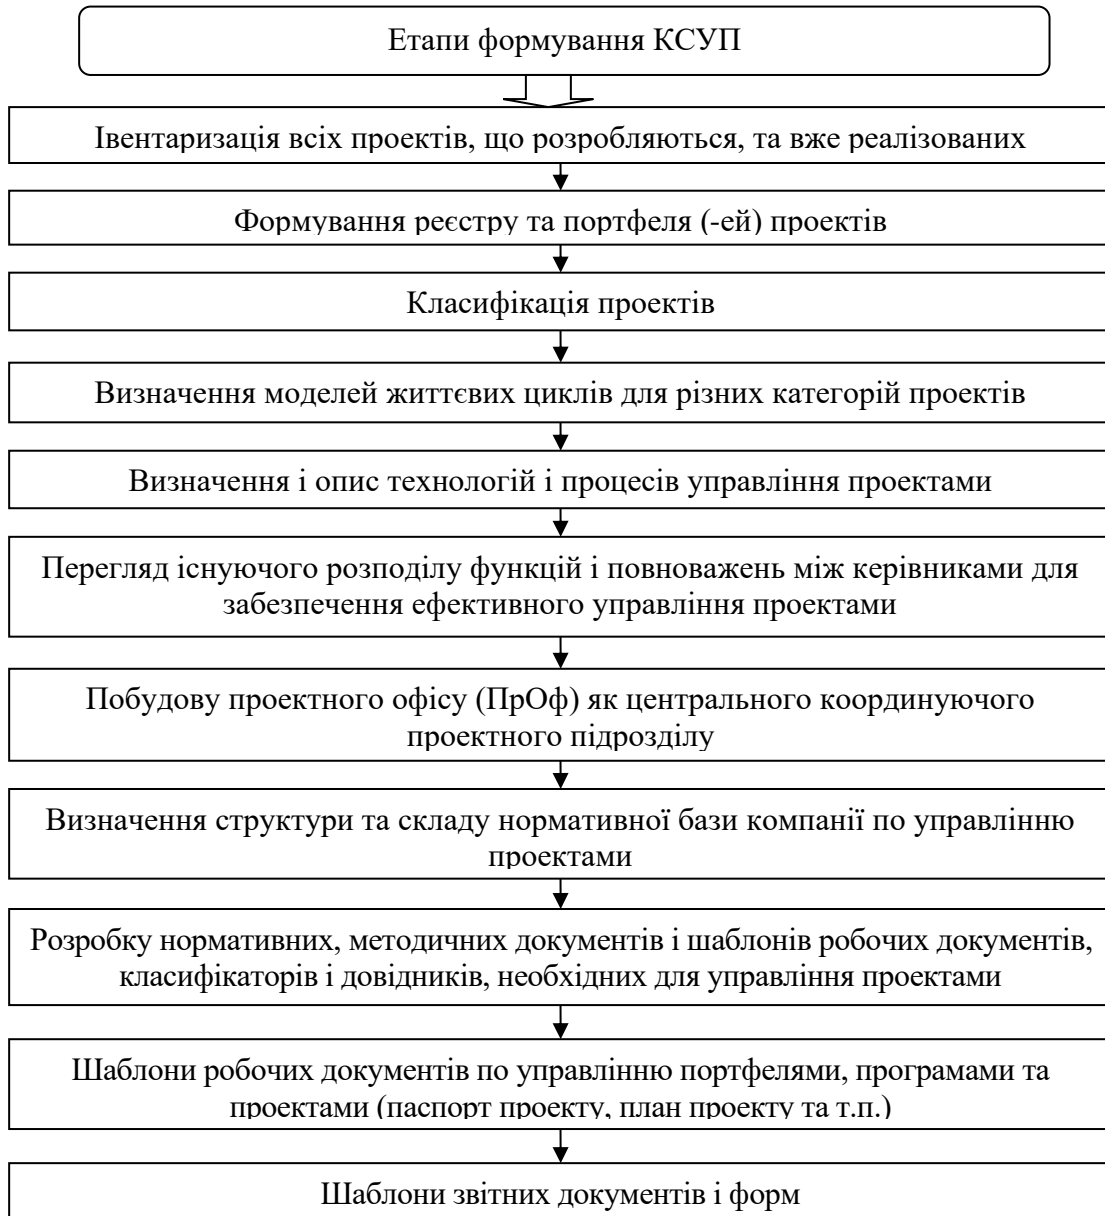 Етапи формування КСУП
Івентаризація всіх проектів, що розробляються, та вже реалізованих
Формування реєстру та портфеля (-ей) проектів
Класифікація проектів
Визначення моделей життєвих циклів для різних категорій проектів
Визначення і опис технологій і процесів управління проектами
Перегляд існуючого розподілу функцій і повноважень між керівниками для
забезпечення ефективного управління проектами
Побудову проектного офісу (ПрОф) як центрального координуючого
проектного підрозділу
Визначення структури та складу нормативної бази компанії по управлінню
проектами
Розробку нормативних, методичних документів і шаблонів робочих документів,
класифікаторів і довідників, необхідних для управління проектами
Шаблони робочих документів по управлінню портфелями, програмами та
проектами (паспорт проекту, план проекту та т.п.)
Шаблони звітних документів і форм